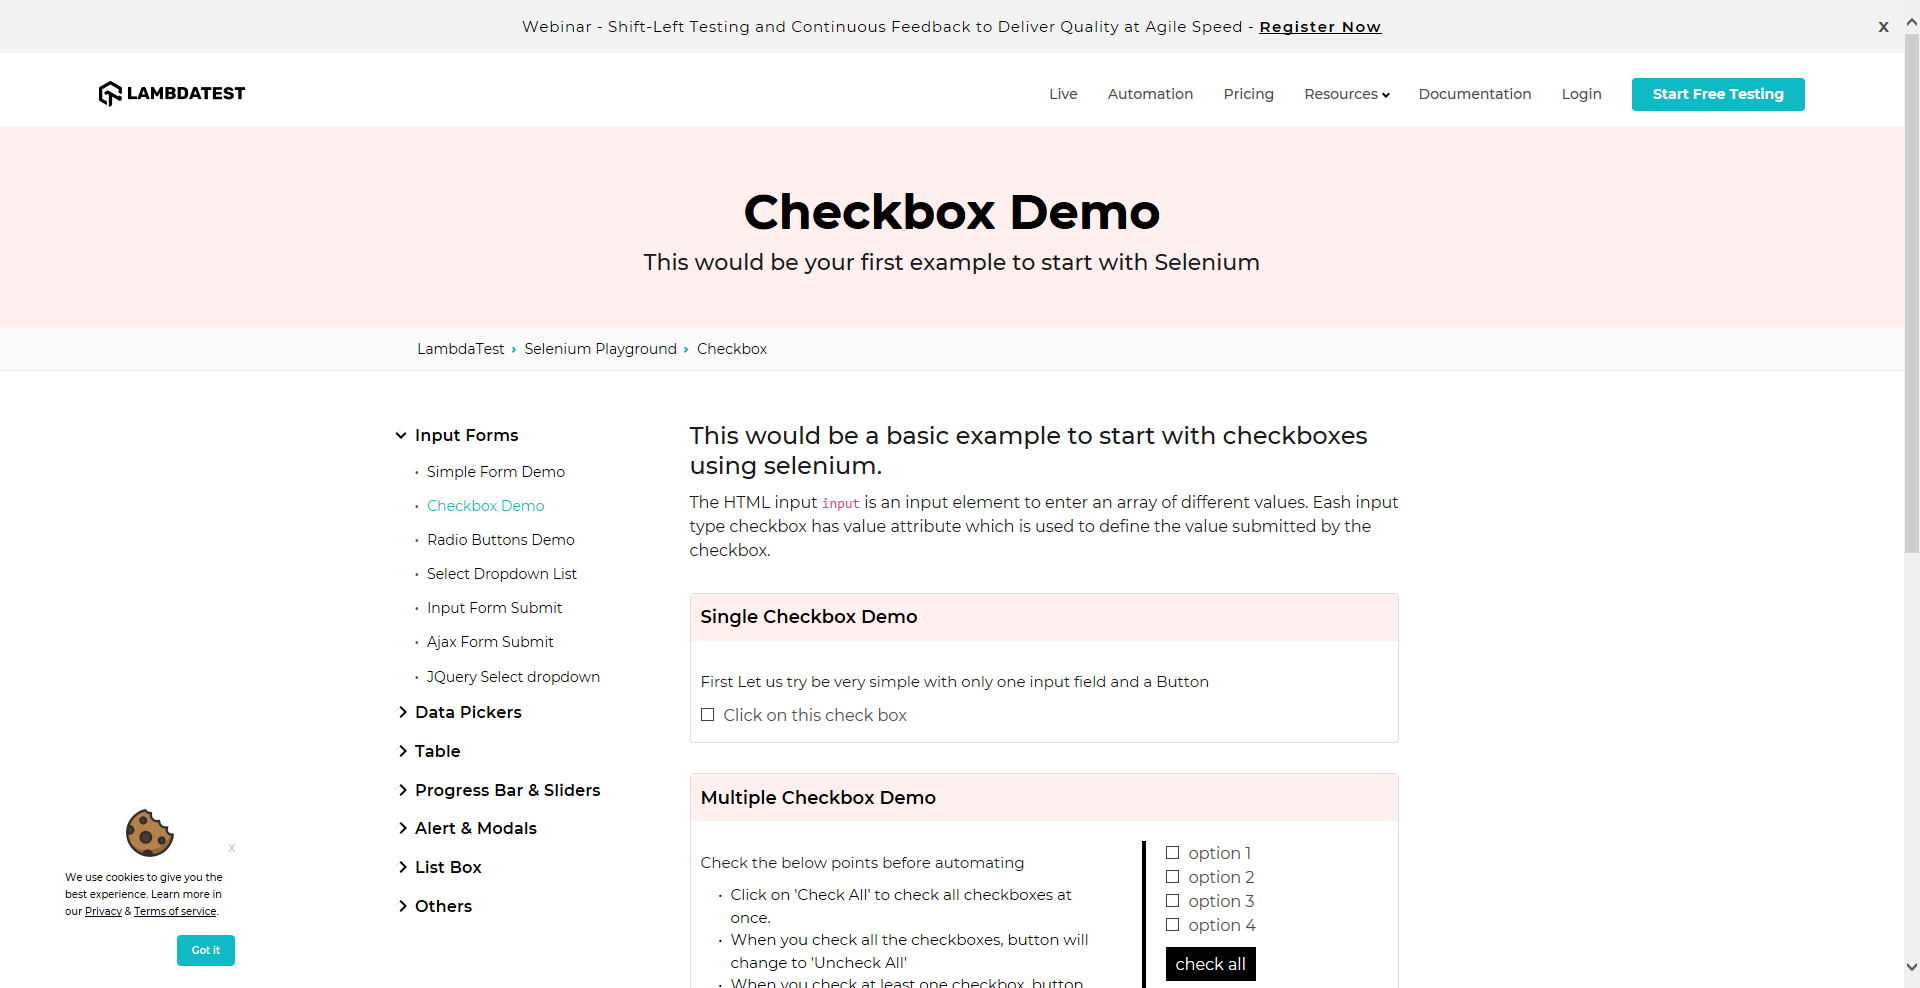 Webinar - Shift-Left Testing and Continuous Feedback to Deliver Quality at Agile Speed - Register Now
X
LAMBDATEST
Live
Automation
Pricing
Resources
Documentation
Login
Start Free Testing
Checkbox Demo
This would be your first example to start with Selenium
LambdaTest › Selenium Playground › Checkbox
Input Forms
• Simple Form Demo
• Checkbox Demo
• Radio Buttons Demo
• Select Dropdown List
• Input Form Submit
• Ajax Form Submit
• JQuery Select dropdown
Data Pickers
Table
Progress Bar & Sliders
Alert & Modals
List Box
Others
This would be a basic example to start with checkboxes
using selenium.
The HTML input input is an input element to enter an array of different values. Eash input
type checkbox has value attribute which is used to define the value submitted by the
checkbox.
Single Checkbox Demo
First Let us try be very simple with only one input field and a Button
Click on this check box
Multiple Checkbox Demo
Check the below points before automating
• Click on 'Check All' to check all checkboxes at
once.
• When you check all the checkboxes, button will
change to 'Uncheck All'
• When you check at least one checkbox, button
option 1
option 2
option 3
option 4
check all
X
We use cookies to give you the
best experience. Learn more in
our Privacy & Terms of service.
Got it